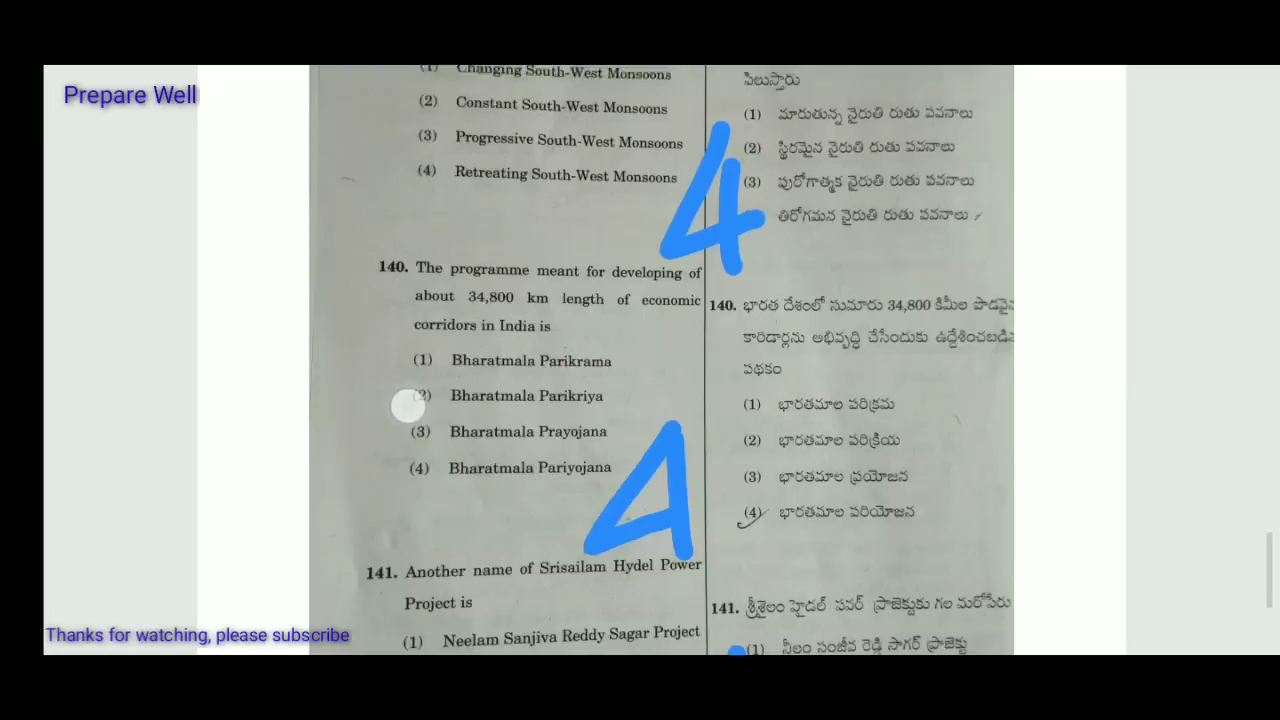 Prepare Well
(1) Changing South-West Monsoons
(2) Constant South-West Monsoons
(3) Progressive South-West Monsoons
(4) Retreating South-West Monsoons
4
140. The programme meant for developing of
about 34,800 km length of economic
corridors in India is
(1) Bharatmala Parikrama
(2) Bharatmala Parikriya
(3) Bharatmala Prayojana
(4) Bharatmala Pariyojana
4
141. Another name of Srisailam Hydel Power
Project is
(1) Neelam Sanjiva Reddy Sagar Project
పిలుస్తారు
(1) మారుతున్న నైరుతి రుతు పవనాలు
(2) స్థిరమైన నైరుతి రుతు పవనాలు
(3) పురోగాత్మక నైరుతి రుతు పవనాలు
తిరోగమన నైరుతి రుతు పవనాలు
140. భారత దేశంలో సుమారు 34,800 కిమీల పొడవైన
కారిడార్లను అభివృద్ధి చేసేందుకు ఉద్దేశించబడిన
పథకం
(1) భారతమాల పరిక్రమ
(2) భారతమాల పరిక్రియ
(3) భారతమాల ప్రయోజన
(4) భారతమాల పరియోజన
141. శ్రీశైలం హైడల్ పవర్ ప్రాజెక్టుకు గల మరోపేరు
(1) నీలం సంజీవ రెడ్డి సాగర్ ప్రాజెక్టు
Thanks for watching, please subscribe